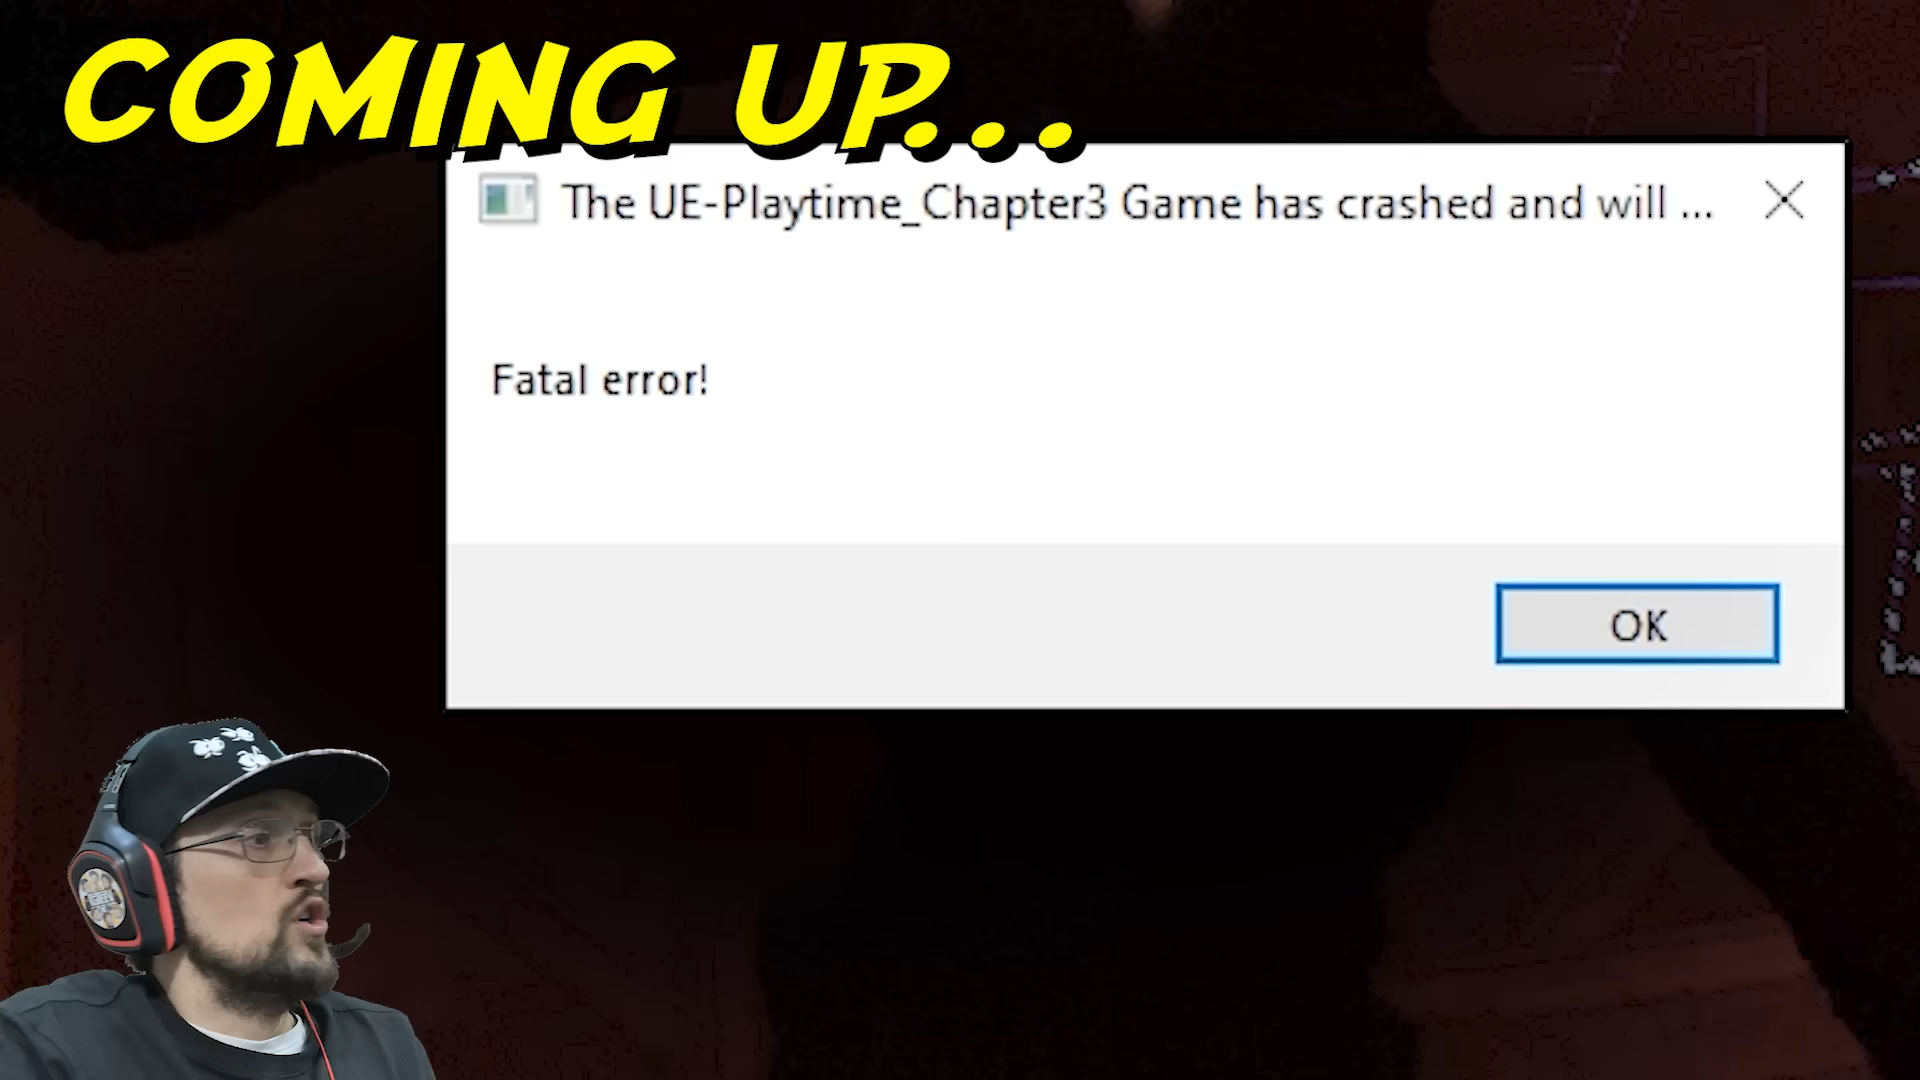 COMING UP...
The UE-Playtime_Chapter3 Game has crashed and will ...
Fatal error!
OK